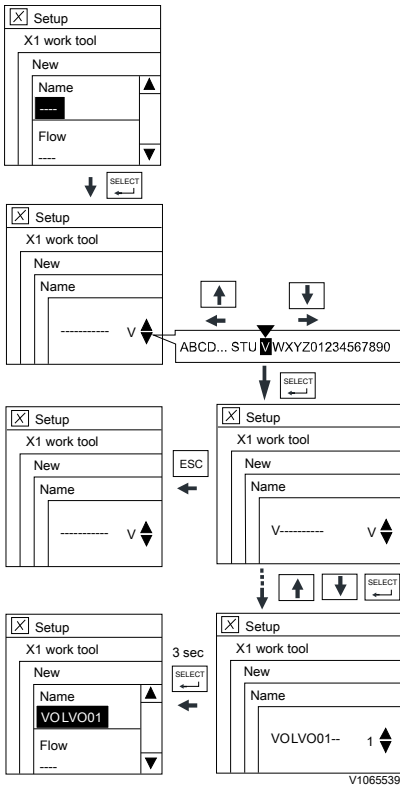 X Setup
X1 work tool
New
Name
----
Flow
----
SELECT
X Setup
X1 work tool
New
Name
----------- V
ABCD... STU V WXYZ01234567890
SELECT
X Setup
X1 work tool
New
Name
V---------- V
ESC
X Setup
X1 work tool
New
Name
----------- V
SELECT
X Setup
X1 work tool
New
Name
VOLVO01-- 1
3 sec
SELECT
X Setup
X1 work tool
New
Name
VOLVO01
Flow
----
V1065539